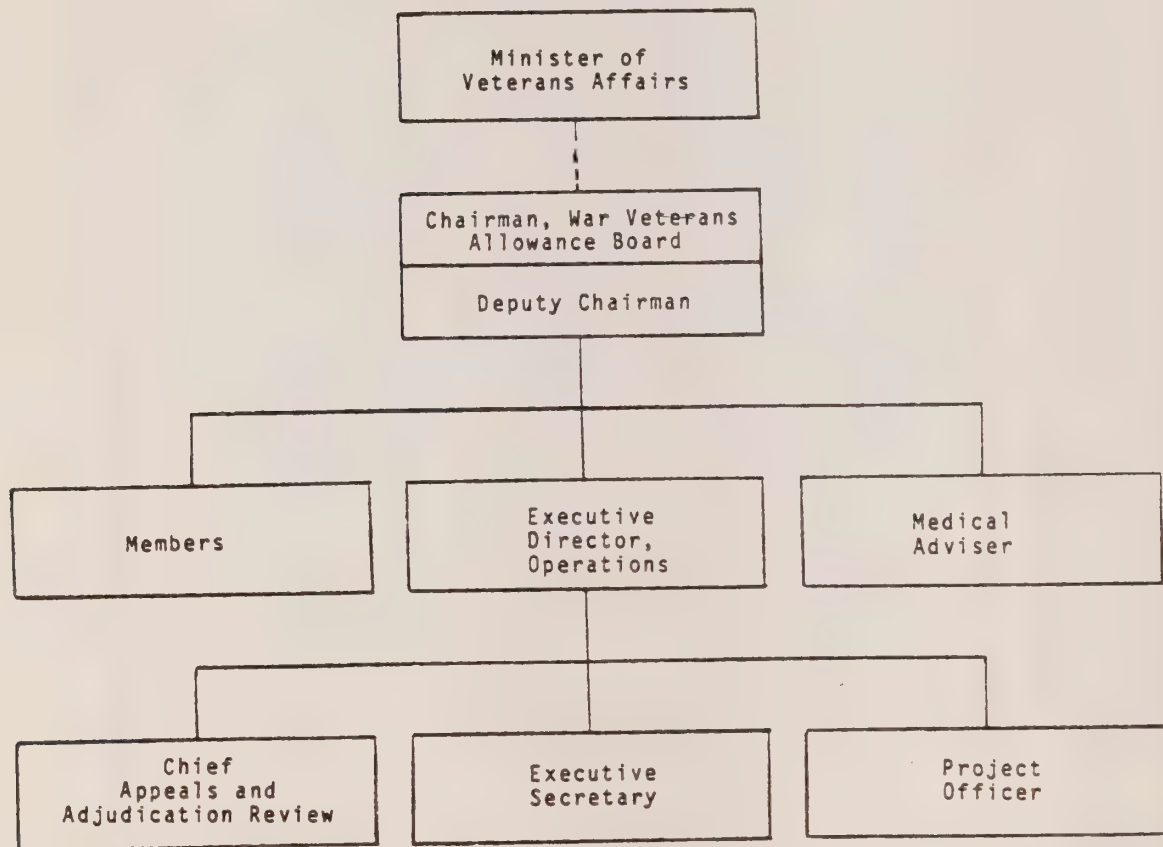 Minister of
Veterans Affairs
Chairman, War Veterans
Allowance Board
Deputy Chairman
Members
Executive
Director,
Operations
Medical
Adviser
Chief
Appeals and
Adjudication Review
Executive
Secretary
Project
Officer